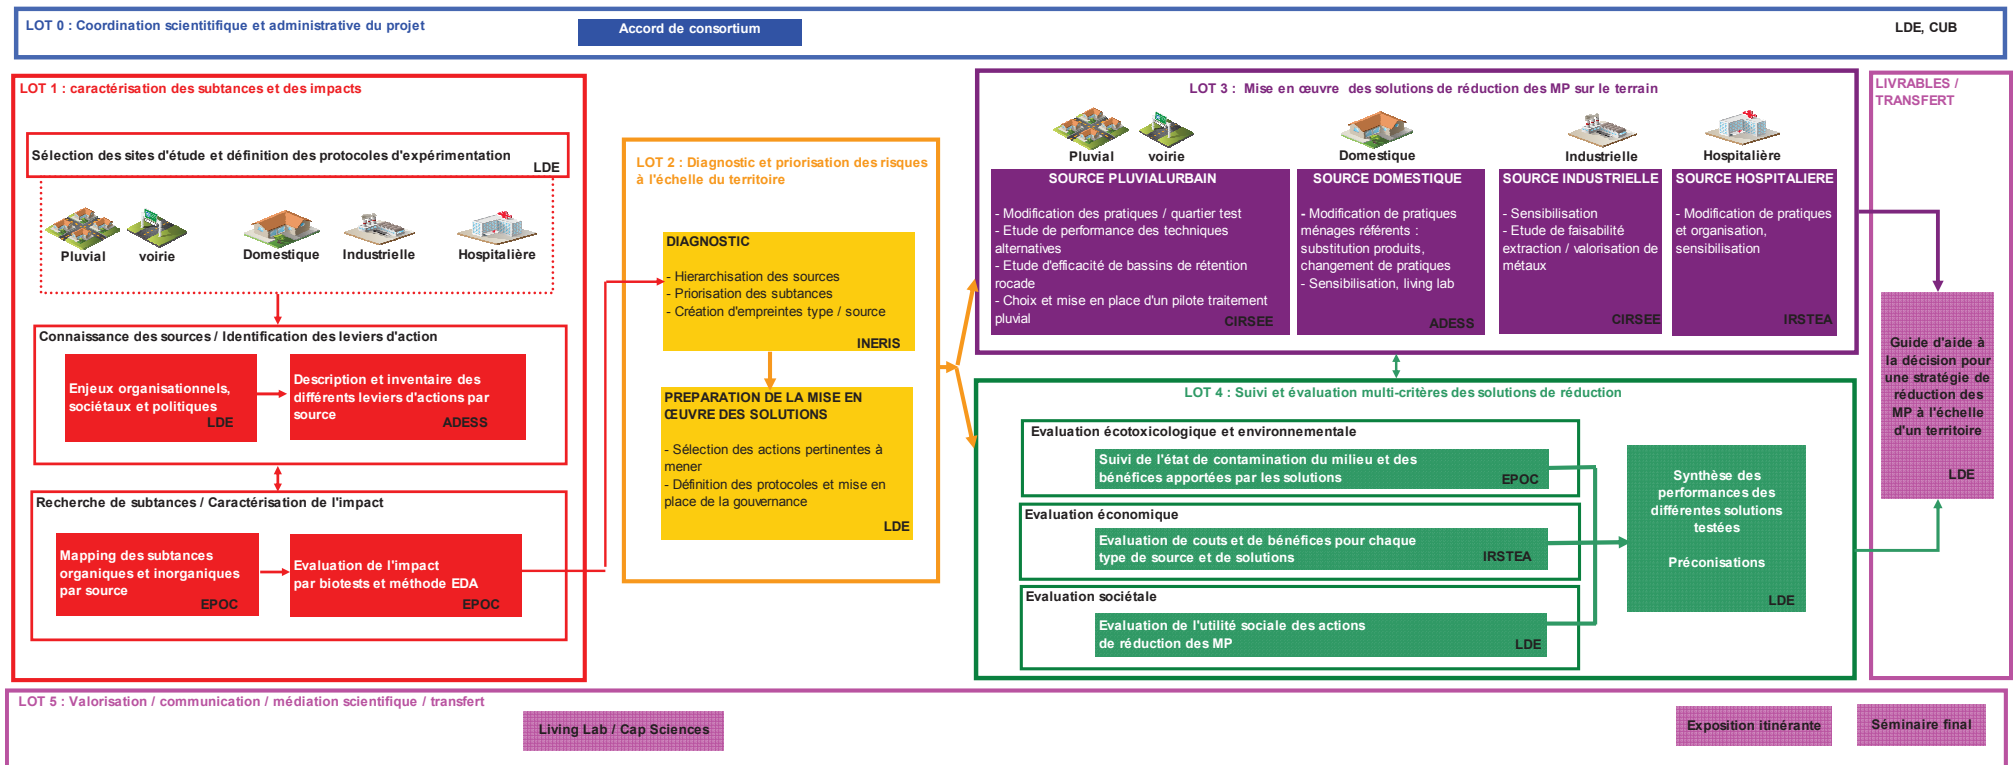 LOT 0 : Coordination scientitifique et administrative du projet
Accord de consortium
LDE, CUB
LOT 1 : caractérisation des subtances et des impacts
Sélection des sites d'étude et définition des protocoles d'expérimentation
LDE
Pluvial
voirie
Domestique
Industrielle
Hospitalière
Connaissance des sources / Identification des leviers d'action
Enjeux organisationnels,
sociétaux et politiques
LDE
Description et inventaire des
différents leviers d'actions par
source
ADESS
Recherche de subtances / Caractérisation de l'impact
Mapping des subtances
organiques et inorganiques
par source
EPOC
Evaluation de l'impact
par biotests et méthode EDA
EPOC
LOT 2 : Diagnostic et priorisation des risques
à l'échelle du territoire
DIAGNOSTIC
- Hierarchisation des sources
- Priorisation des substances
- Création d'empreintes type / source
INERIS
PREPARATION DE LA MISE EN
ŒUVRE DES SOLUTIONS
- Sélection des actions pertinentes à
mener
- Définition des protocoles et mise en
place de la gouvernance
LDE
LOT 3 : Mise en œuvre des solutions de réduction des MP sur le terrain
Pluvial
voirie
Domestique
Industrielle
Hospitalière
SOURCE PLUVIALURBAIN
- Modification des pratiques / quartier test
- Etude de performance des techniques
alternatives
- Etude d'efficacité de bassins de rétention
rocade
- Choix et mise en place d'un pilote traitement
pluvial
CIRSEE
SOURCE DOMESTIQUE
- Modification de pratiques
ménages référents :
substitution produits,
changement de pratiques
- Sensibilisation, living lab
ADESS
SOURCE INDUSTRIELLE
- Sensibilisation
- Etude de faisabilité
extraction / valorisation de
métaux
CIRSEE
SOURCE HOSPITALIERE
- Modification de pratiques
et organisation,
sensibilisation
IRSTEA
LOT 4 : Suivi et évaluation multi-critères des solutions de réduction
Evaluation écotoxicologique et environnementale
Suivi de l'état de contamination du milieu et des
bénéfices apportées par les solutions
EPOC
Evaluation économique
Evaluation de couts et de bénéfices pour chaque
type de source et de solutions
IRSTEA
Evaluation sociétale
Evaluation de l'utilité sociale des actions
de réduction des MP
LDE
Synthèse des
performances des
différentes solutions
testées
Préconisations
LDE
LIVRABLES /
TRANSFERT
Guide d'aide à
la décision pour
une stratégie de
réduction des
MP à l'échelle
d'un territoire
LDE
LOT 5 : Valorisation / communication / médiation scientifique / transfert
Living Lab / Cap Sciences
Exposition itinérante
Séminaire final